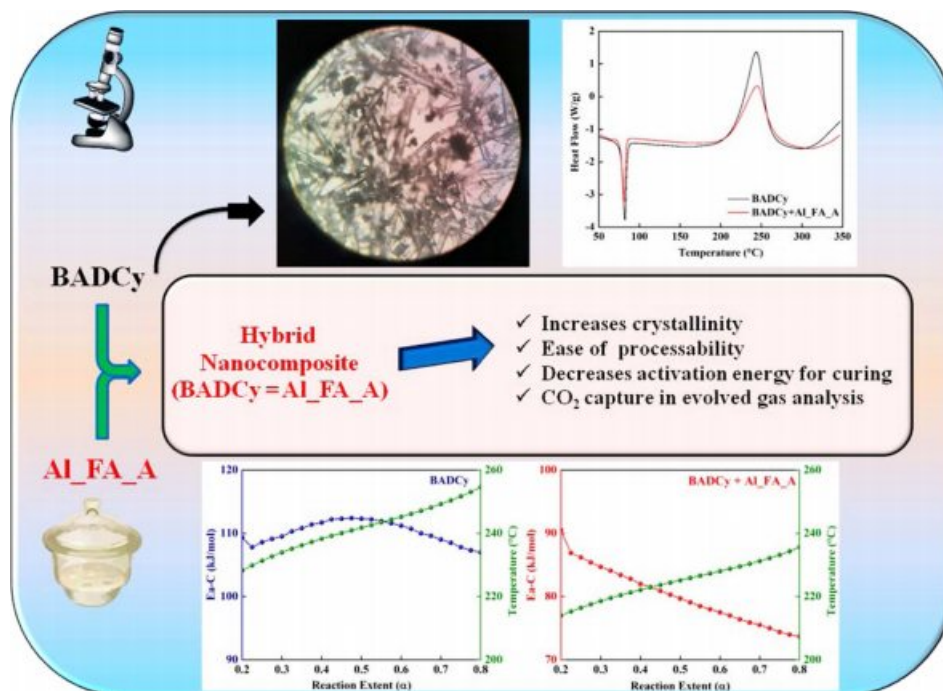 2
1
0
-1
-2
-3
-4
Heat Flow (W/g)
BADCy
BADCy+Al_FA_A
50 100 150 200 250 300 350
Temperature (°C)
BADCy
Hybrid
Nanocomposite
(BADCy = Al_FA_A)
✓ Increases crystallinity
✓ Ease of processability
✓ Decreases activation energy for curing
✓ CO₂ capture in evolved gas analysis
Al_FA_A
120
110
100
90
Ea-C (kJ/mol)
BADCy
260
240
220
200
Temperature (°C)
0.2 0.3 0.4 0.5 0.6 0.7 0.8
Reaction Extent (α)
100
90
80
70
Ea-C (kJ/mol)
BADCy + Al_FA_A
260
240
220
200
Temperature (°C)
0.2 0.3 0.4 0.5 0.6 0.7 0.8
Reaction Extent (α)